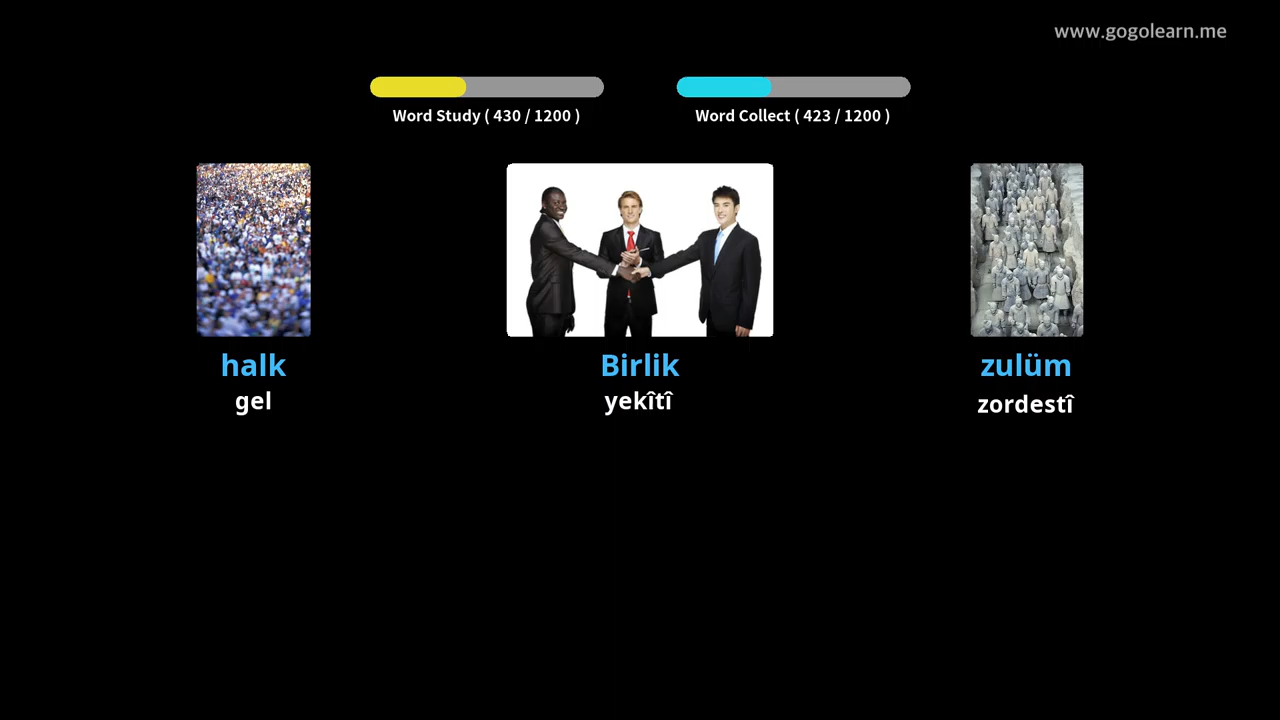 www.gogolearn.me
Word Study ( 430 / 1200 )
Word Collect ( 423 / 1200 )
halk
Birlik
zulüm
gel
yekîtî
zordestî